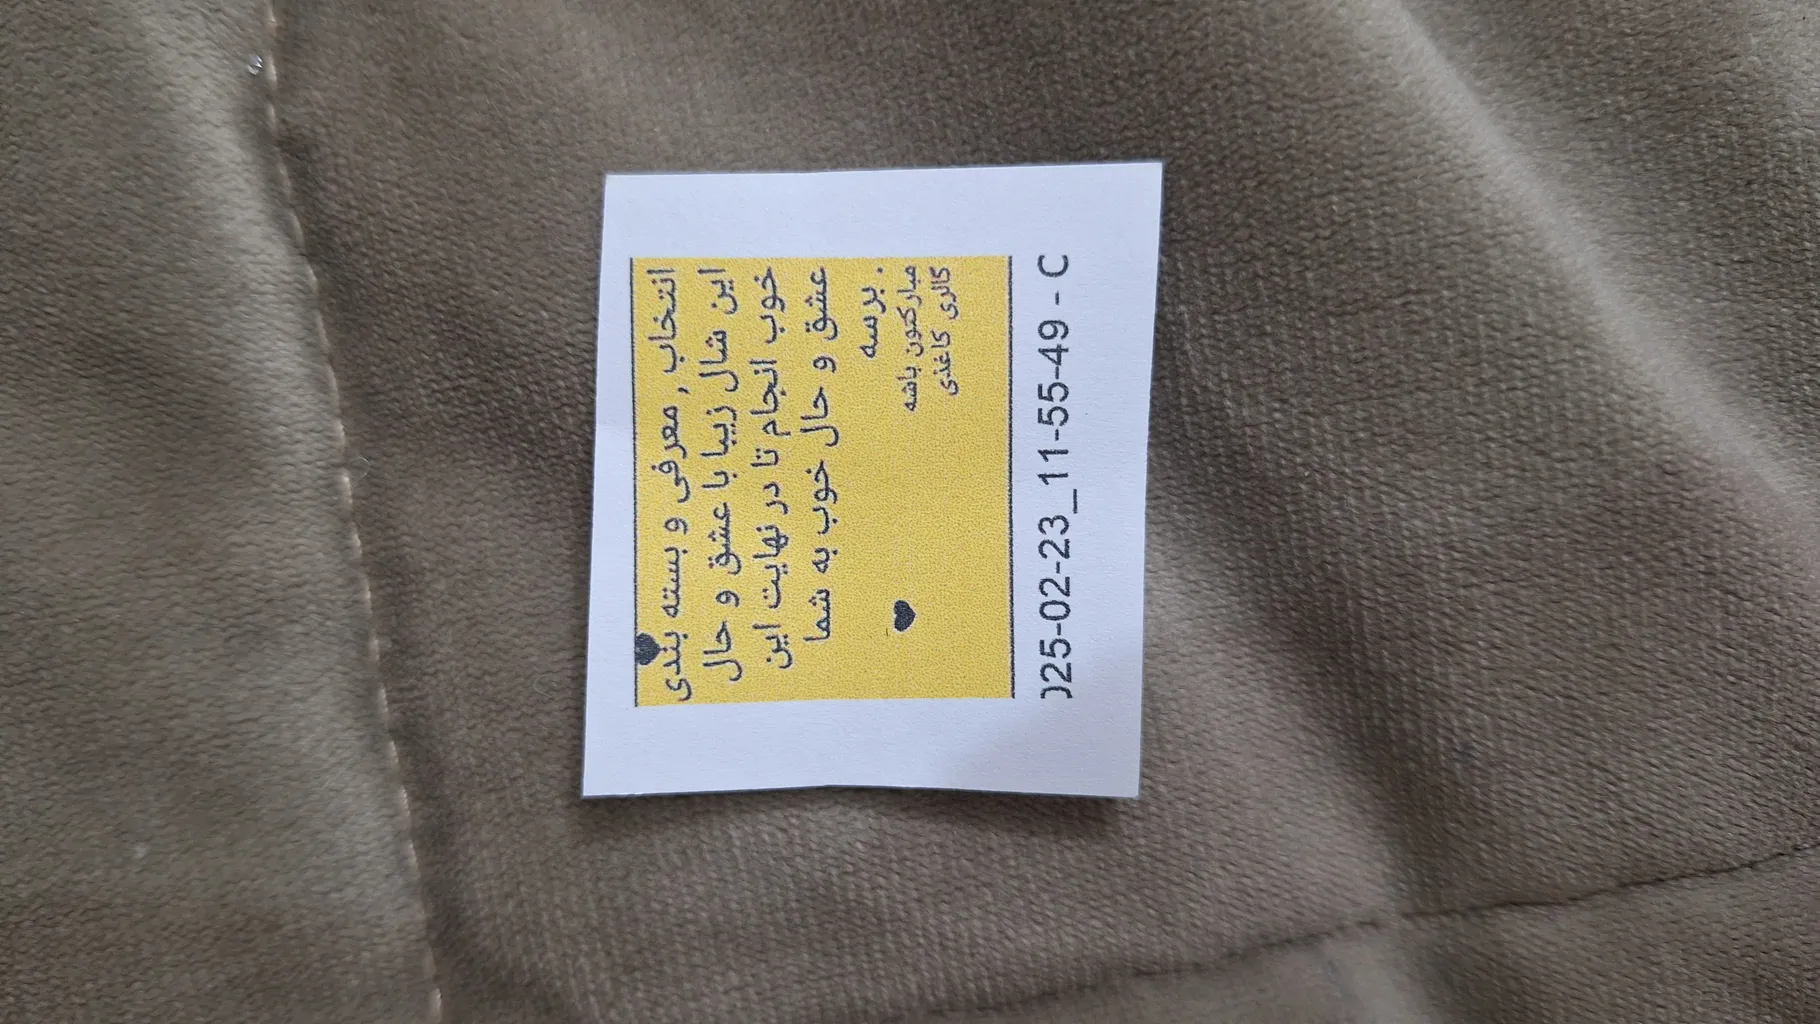 انتخاب , معرفی و بسته بندی
این شال زیبا با عشق و حال
خوب انجام تا در نهایت این
عشق و حال خوب به شما
. برسه
مبارکتون باشه
گالری کاغذی
025-02-23_11-55-49 - C